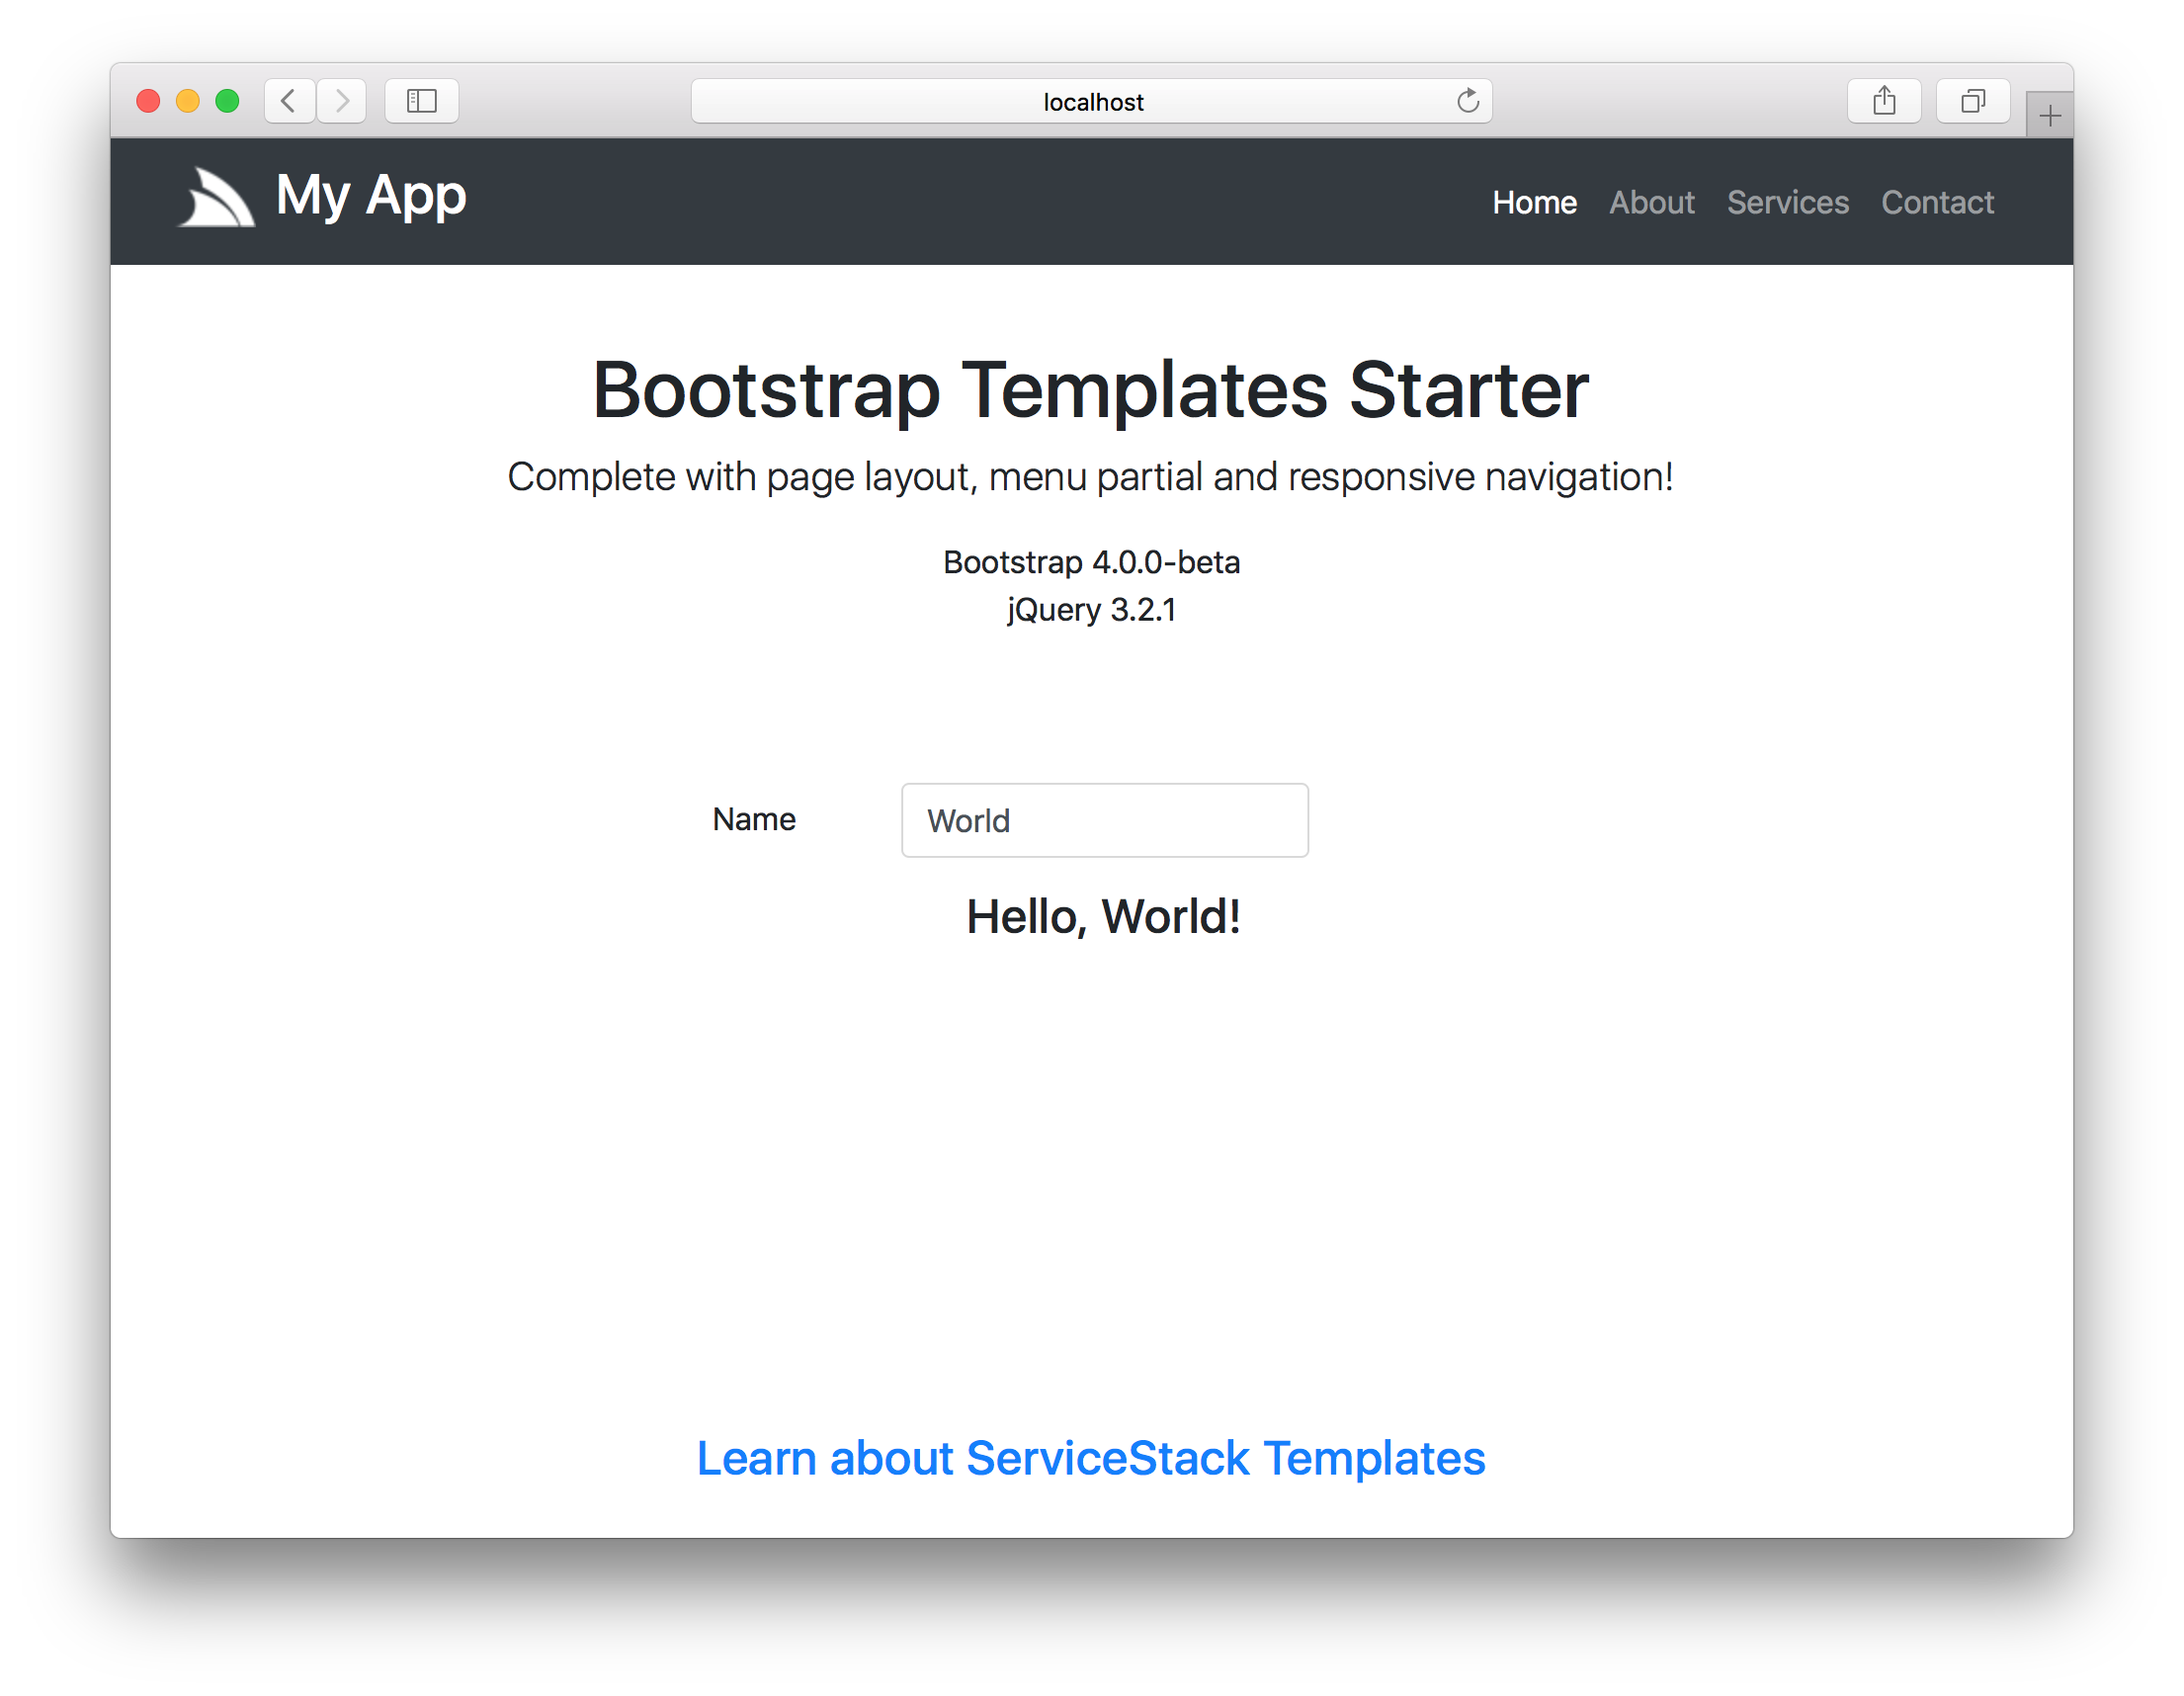 localhost
My App
Home About Services Contact
Bootstrap Templates Starter
Complete with page layout, menu partial and responsive navigation!
Bootstrap 4.0.0-beta
jQuery 3.2.1
Name World
Hello, World!
Learn about ServiceStack Templates